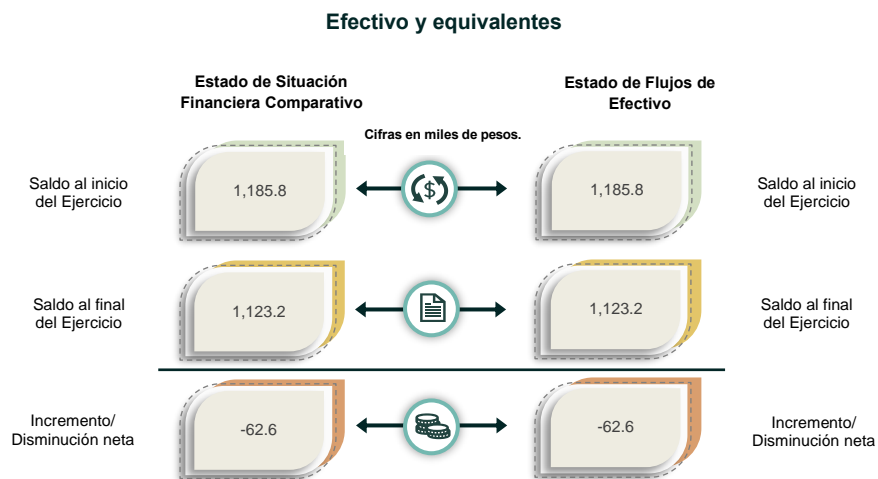 Efectivo y equivalentes
Estado de Situación
Financiera Comparativo
Estado de Flujos de
Efectivo
Cifras en miles de pesos.
Saldo al inicio
del Ejercicio
1,185.8
$
1,185.8
Saldo al inicio
del Ejercicio
Saldo al final
del Ejercicio
1,123.2
1,123.2
Saldo al final
del Ejercicio
Incremento/
Disminución neta
-62.6
-62.6
Incremento/
Disminución neta